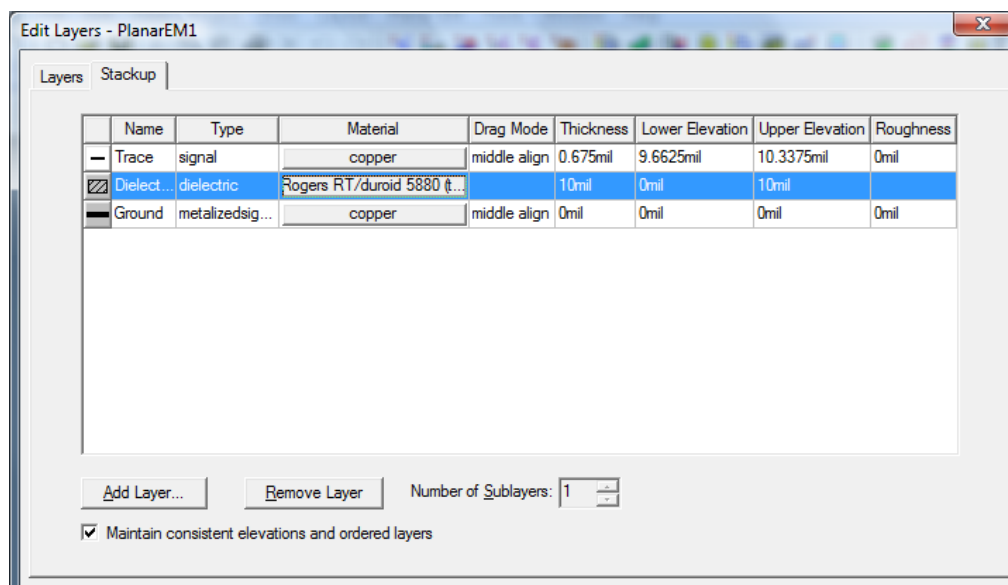 Edit Layers - PlanarEM1
Layers Stackup
Name Type Material Drag Mode Thickness Lower Elevation Upper Elevation Roughness
Trace signal copper middle align 0.675mil 9.6625mil 10.3375mil 0mil
Dielect... dielectric Rogers RT/duroid 5880 (t... 10mil 0mil 10mil
Ground metalizedsig... copper middle align 0mil 0mil 0mil 0mil
Add Layer... Remove Layer Number of Sublayers: 1
Maintain consistent elevations and ordered layers